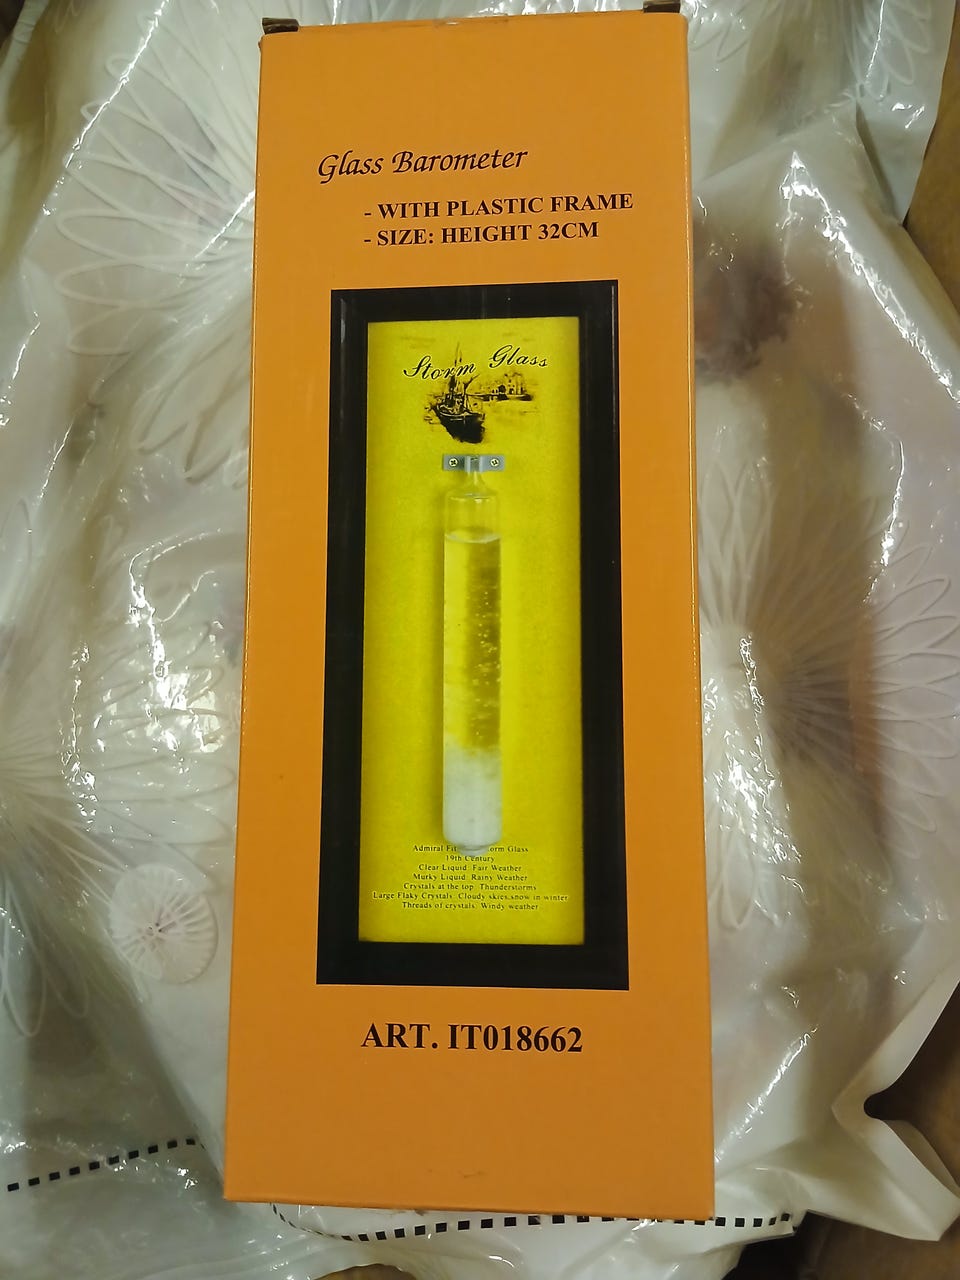 Glass Barometer
- WITH PLASTIC FRAME
- SIZE: HEIGHT 32CM
Storm Glass
Admiral Glass
19th Century
Clear Liquid Fair Weather
Murky Liquid Rainy Weather
Crystals at the top Thunderstorms
Large Flaky Crystals Cloudy skies,snow in winter
Threads of crystals Windy weather
ART. IT018662